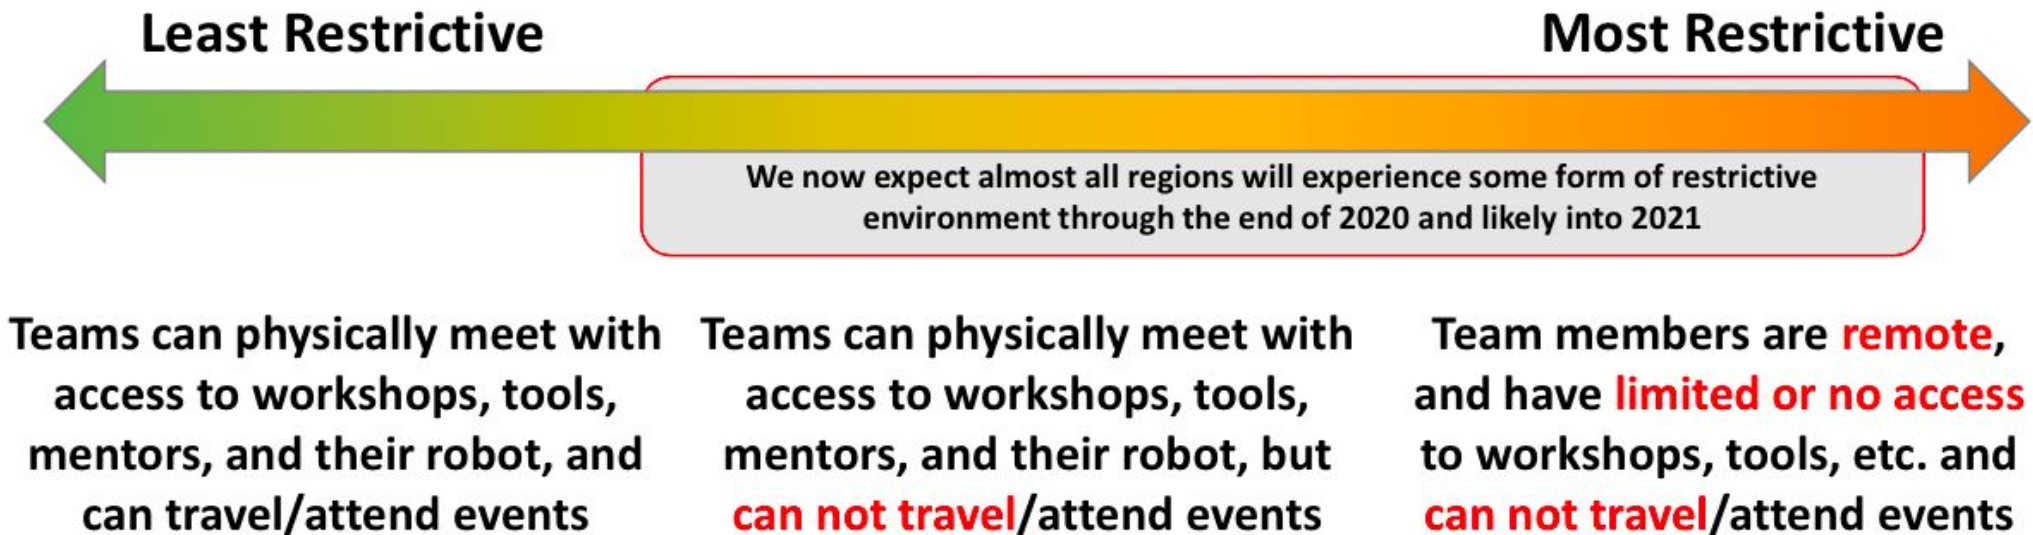 Least Restrictive
Most Restrictive
We now expect almost all regions will experience some form of restrictive
environment through the end of 2020 and likely into 2021
Teams can physically meet with
access to workshops, tools,
mentors, and their robot, and
can travel/attend events
Teams can physically meet with
access to workshops, tools,
mentors, and their robot, but
can not travel/attend events
Team members are remote,
and have limited or no access
to workshops, tools, etc. and
can not travel/attend events